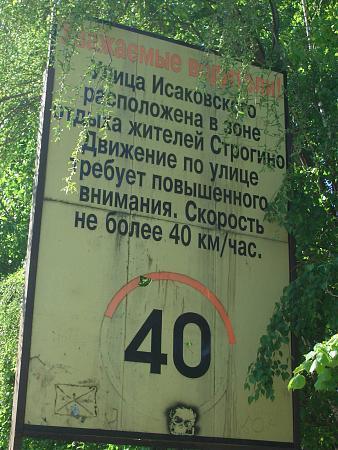 Уважаемые водители!
Улица Исаковского
расположена в зоне
отдыха жителей Строгино
Движение по улице
требует повышенного
внимания. Скорость
не более 40 км/час.
40